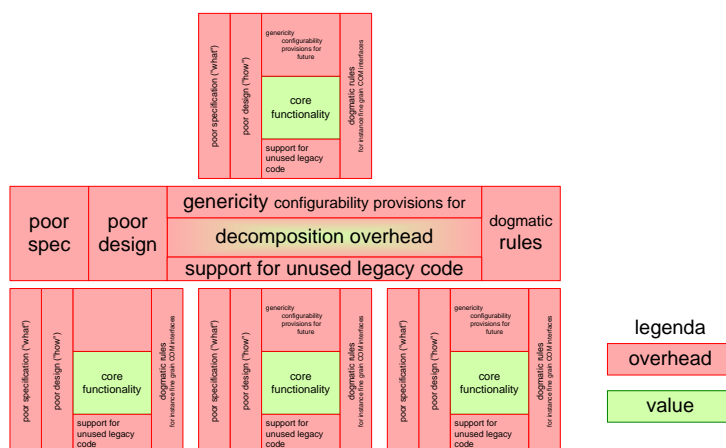 poor specification ("what")
poor design ("how")
genericity
configurability
provisions for
future
core
functionality
support for
unused legacy
code
dogmatic rules
for instance fine grain COM interfaces
poor
spec
poor
design
genericity configurability provisions for
decomposition overhead
support for unused legacy code
dogmatic
rules
poor specification ("what")
poor design ("how")
core
functionality
support for
unused legacy
code
dogmatic rules
for instance fine grain COM interfaces
poor specification ("what")
poor design ("how")
genericity
configurability
provisions for
future
core
functionality
support for
unused legacy
code
dogmatic rules
for instance fine grain COM interfaces
poor specification ("what")
poor design ("how")
genericity
configurability
provisions for
future
core
functionality
support for
unused legacy
code
dogmatic rules
for instance fine grain COM interfaces
legenda
overhead
value